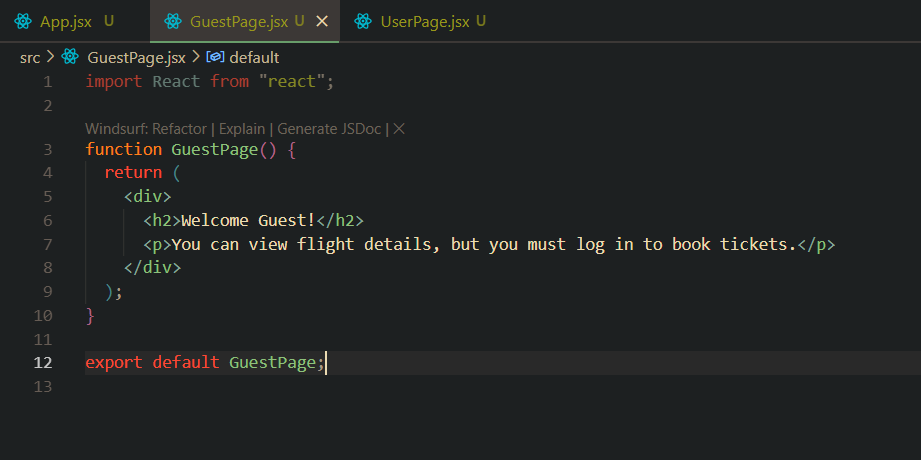 App.jsx U GuestPage.jsx U UserPage.jsx U
src > GuestPage.jsx > default
1 import React from "react";
2
Windsurf: Refactor | Explain | Generate JSDoc | ×
3 function GuestPage() {
4   return (
5     <div>
6       <h2>Welcome Guest!</h2>
7       <p>You can view flight details, but you must log in to book tickets.</p>
8     </div>
9   );
10 }
11
12 export default GuestPage;
13